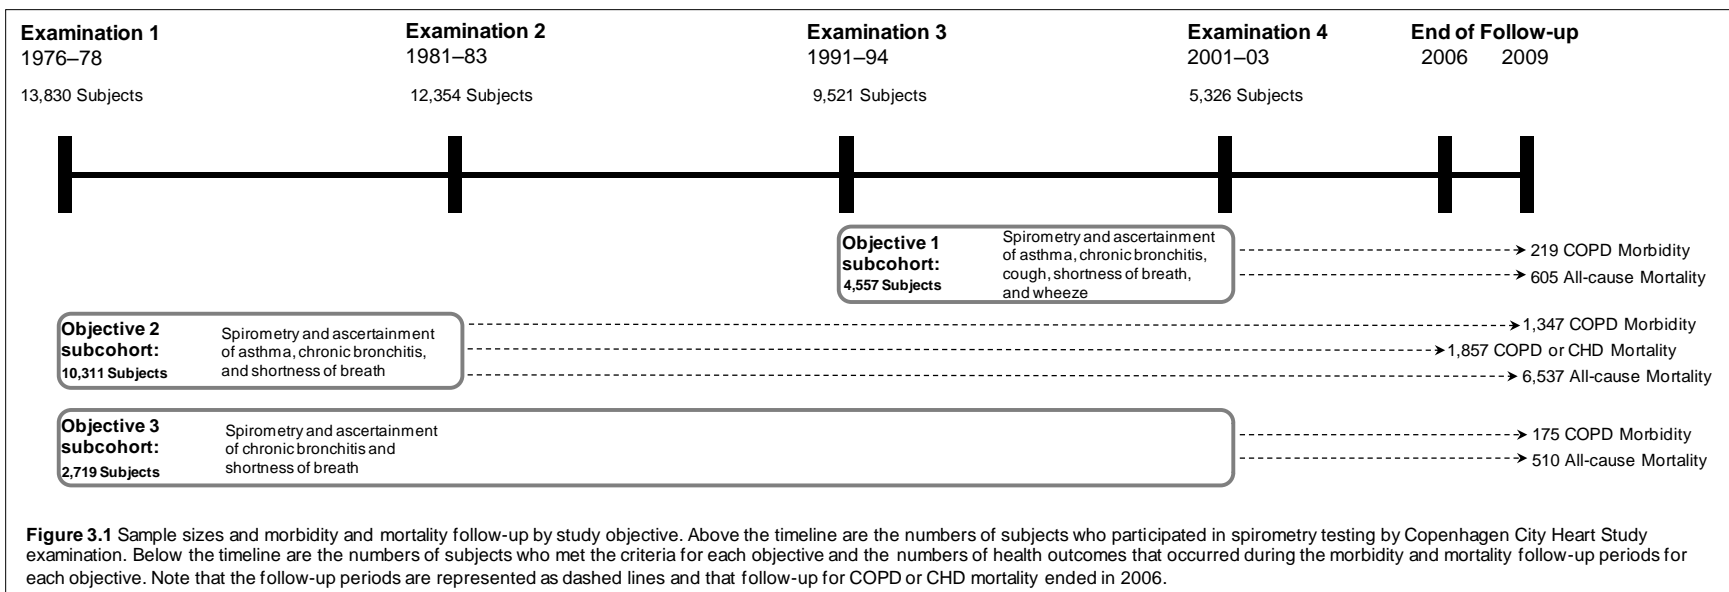 Examination 1
1976–78
13,830 Subjects
Examination 2
1981–83
12,354 Subjects
Examination 3
1991–94
9,521 Subjects
Examination 4
2001–03
5,326 Subjects
End of Follow-up
2006 2009
Objective 1
subcohort:
4,557 Subjects
Spirometry and ascertainment
of asthma, chronic bronchitis,
cough, shortness of breath,
and wheeze
219 COPD Morbidity
605 All-cause Mortality
Objective 2
subcohort:
10,311 Subjects
Spirometry and ascertainment
of asthma, chronic bronchitis,
and shortness of breath
1,347 COPD Morbidity
1,857 COPD or CHD Mortality
6,537 All-cause Mortality
Objective 3
subcohort:
2,719 Subjects
Spirometry and ascertainment
of chronic bronchitis and
shortness of breath
175 COPD Morbidity
510 All-cause Mortality
Figure 3.1 Sample sizes and morbidity and mortality follow-up by study objective. Above the timeline are the numbers of subjects who participated in spirometry testing by Copenhagen City Heart Study
examination. Below the timeline are the numbers of subjects who met the criteria for each objective and the numbers of health outcomes that occurred during the morbidity and mortality follow-up periods for
each objective. Note that the follow-up periods are represented as dashed lines and that follow-up for COPD or CHD mortality ended in 2006.